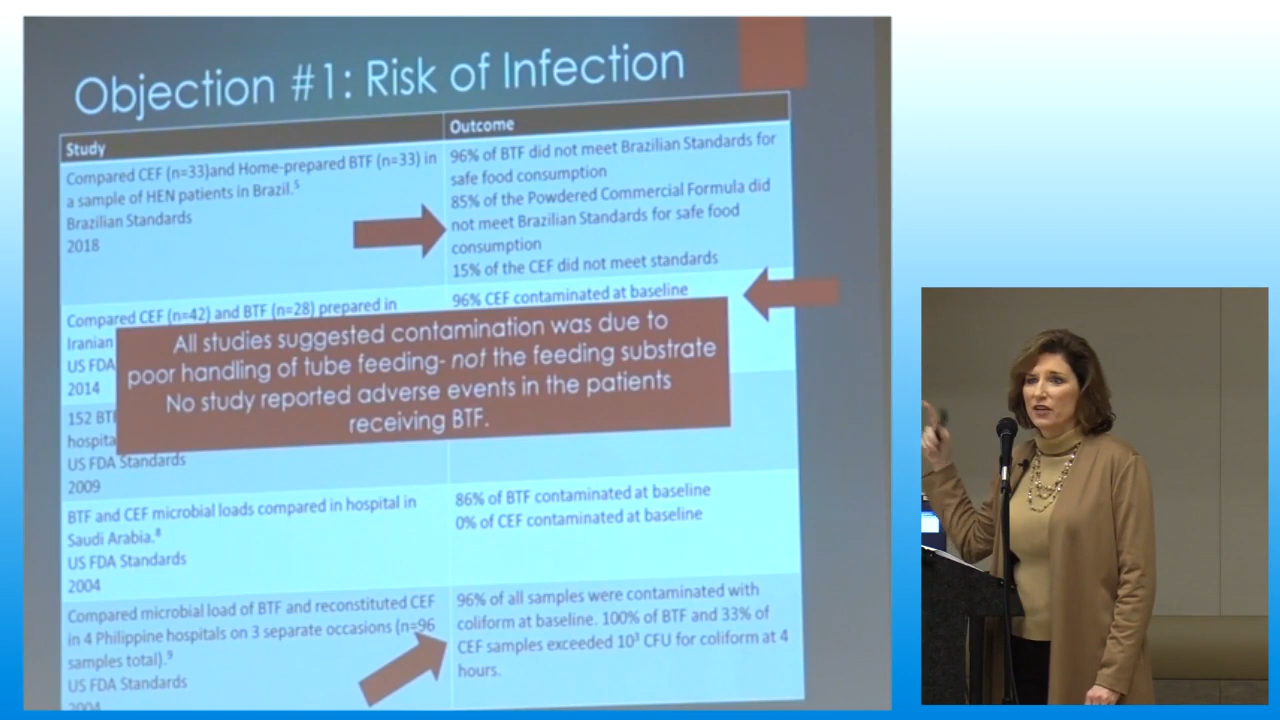 Objection #1: Risk of Infection
Study
Outcome
Compared CEF (n=33)and Home-prepared BTF (n=33) in
a sample of HEN patients in Brazil.⁵
Brazilian Standards
2018
96% of BTF did not meet Brazilian Standards for
safe food consumption
85% of the Powdered Commercial Formula did
not meet Brazilian Standards for safe food
consumption
15% of the CEF did not meet standards
Compared CEF (n=42) and BTF (n=28) prepared in
Iranian
US FDA
2014
96% CEF contaminated at baseline
All studies suggested contamination was due to
poor handling of tube feeding- not the feeding substrate
No study reported adverse events in the patients
receiving BTF.
152
US FDA Standards
2009
BTF and CEF microbial loads compared in hospital in
Saudi Arabia.⁸
US FDA Standards
2004
86% of BTF contaminated at baseline
0% of CEF contaminated at baseline
Compared microbial load of BTF and reconstituted CEF
in 4 Philippine hospitals on 3 separate occasions (n=96
samples total).⁹
US FDA Standards
2004
96% of all samples were contaminated with
coliform at baseline. 100% of BTF and 33% of
CEF samples exceeded 10³ CFU for coliform at 4
hours.